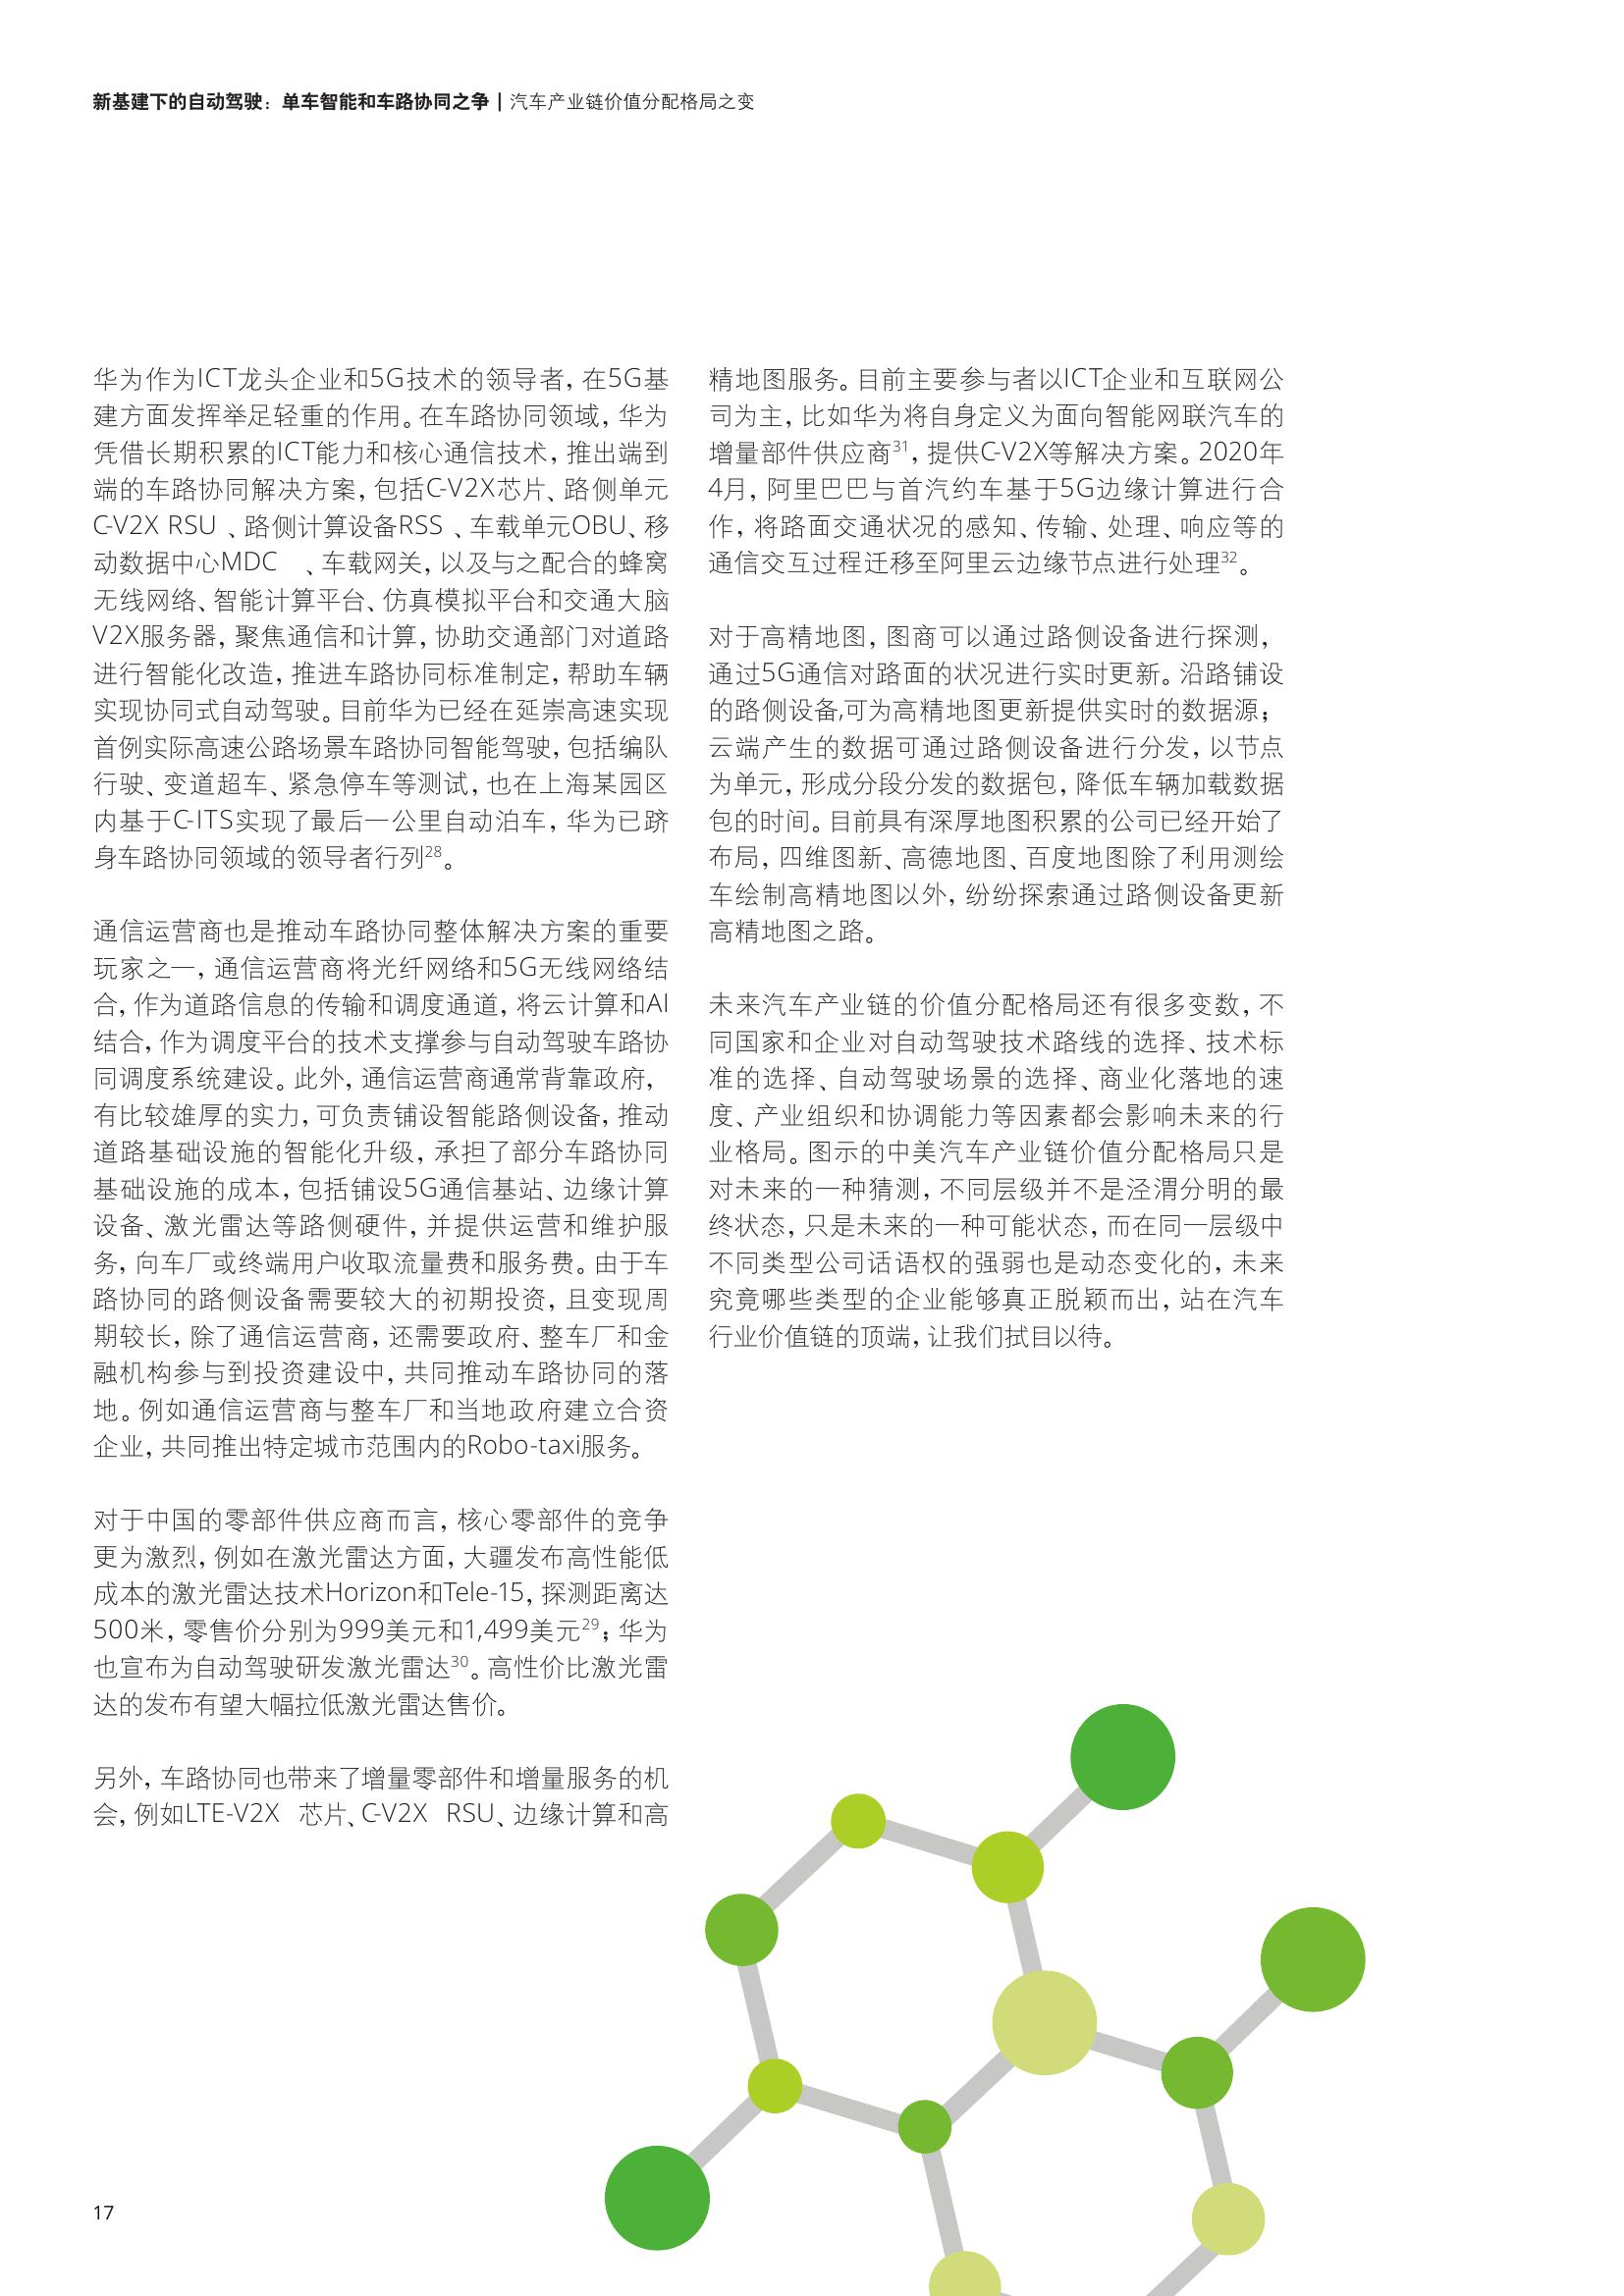 新基建下的自动驾驶：单车智能和车路协同之争 | 汽车产业链价值分配格局之变
华为作为ICT龙头企业和5G技术的领导者，在5G基
建方面发挥举足轻重的作用。在车路协同领域，华为
凭借长期积累的ICT能力和核心通信技术，推出端到
端的车路协同解决方案，包括C-V2X芯片、路侧单元
C-V2X RSU 、路侧计算设备RSS 、车载单元OBU、移
动数据中心MDC 、车载网关，以及与之配合的蜂窝
无线网络、智能计算平台、仿真模拟平台和交通大脑
V2X服务器，聚焦通信和计算，协助交通部门对道路
进行智能化改造，推进车路协同标准制定，帮助车辆
实现协同式自动驾驶。目前华为已经在延崇高速实现
首例实际高速公路场景车路协同智能驾驶，包括编队
行驶、变道超车、紧急停车等测试，也在上海某园区
内基于C-ITS实现了最后一公里自动泊车，华为已跻
身车路协同领域的领导者行列28。
通信运营商也是推动车路协同整体解决方案的重要
玩家之一，通信运营商将光纤网络和5G无线网络结
合，作为道路信息的传输和调度通道，将云计算和AI
结合，作为调度平台的技术支撑参与自动驾驶车路协
同调度系统建设。此外，通信运营商通常背靠政府，
有比较雄厚的实力，可负责铺设智能路侧设备，推动
道路基础设施的智能化升级，承担了部分车路协同
基础设施的成本，包括铺设5G通信基站、边缘计算
设备、激光雷达等路侧硬件，并提供运营和维护服
务，向车厂或终端用户收取流量费和服务费。由于车
路协同的路侧设备需要较大的初期投资，且变现周
期较长，除了通信运营商，还需要政府、整车厂和金
融机构参与到投资建设中，共同推动车路协同的落
地。例如通信运营商与整车厂和当地政府建立合资
企业，共同推出特定城市范围内的Robo-taxi服务。
对于中国的零部件供应商而言，核心零部件的竞争
更为激烈，例如在激光雷达方面，大疆发布高性能低
成本的激光雷达技术Horizon和Tele-15，探测距离达
500米，零售价分别为999美元和1,499美元29；华为
也宣布为自动驾驶研发激光雷达30。高性价比激光雷
达的发布有望大幅拉低激光雷达售价。
另外，车路协同也带来了增量零部件和增量服务的机
会，例如LTE-V2X 芯片、C-V2X RSU、边缘计算和高
精地图服务。目前主要参与者以ICT企业和互联网公
司为主，比如华为将自身定义为面向智能网联汽车的
增量部件供应商31，提供C-V2X等解决方案。2020年
4月，阿里巴巴与首汽约车基于5G边缘计算进行合
作，将路面交通状况的感知、传输、处理、响应等的
通信交互过程迁移至阿里云边缘节点进行处理32。
对于高精地图，图商可以通过路侧设备进行探测，
通过5G通信对路面的状况进行实时更新。沿路铺设
的路侧设备,可为高精地图更新提供实时的数据源；
云端产生的数据可通过路侧设备进行分发，以节点
为单元，形成分段分发的数据包，降低车辆加载数据
包的时间。目前具有深厚地图积累的公司已经开始了
布局，四维图新、高德地图、百度地图除了利用测绘
车绘制高精地图以外，纷纷探索通过路侧设备更新
高精地图之路。
未来汽车产业链的价值分配格局还有很多变数，不
同国家和企业对自动驾驶技术路线的选择、技术标
准的选择、自动驾驶场景的选择、商业化落地的速
度、产业组织和协调能力等因素都会影响未来的行
业格局。图示的中美汽车产业链价值分配格局只是
对未来的一种猜测，不同层级并不是泾渭分明的最
终状态，只是未来的一种可能状态，而在同一层级中
不同类型公司话语权的强弱也是动态变化的，未来
究竟哪些类型的企业能够真正脱颖而出，站在汽车
行业价值链的顶端，让我们拭目以待。
17